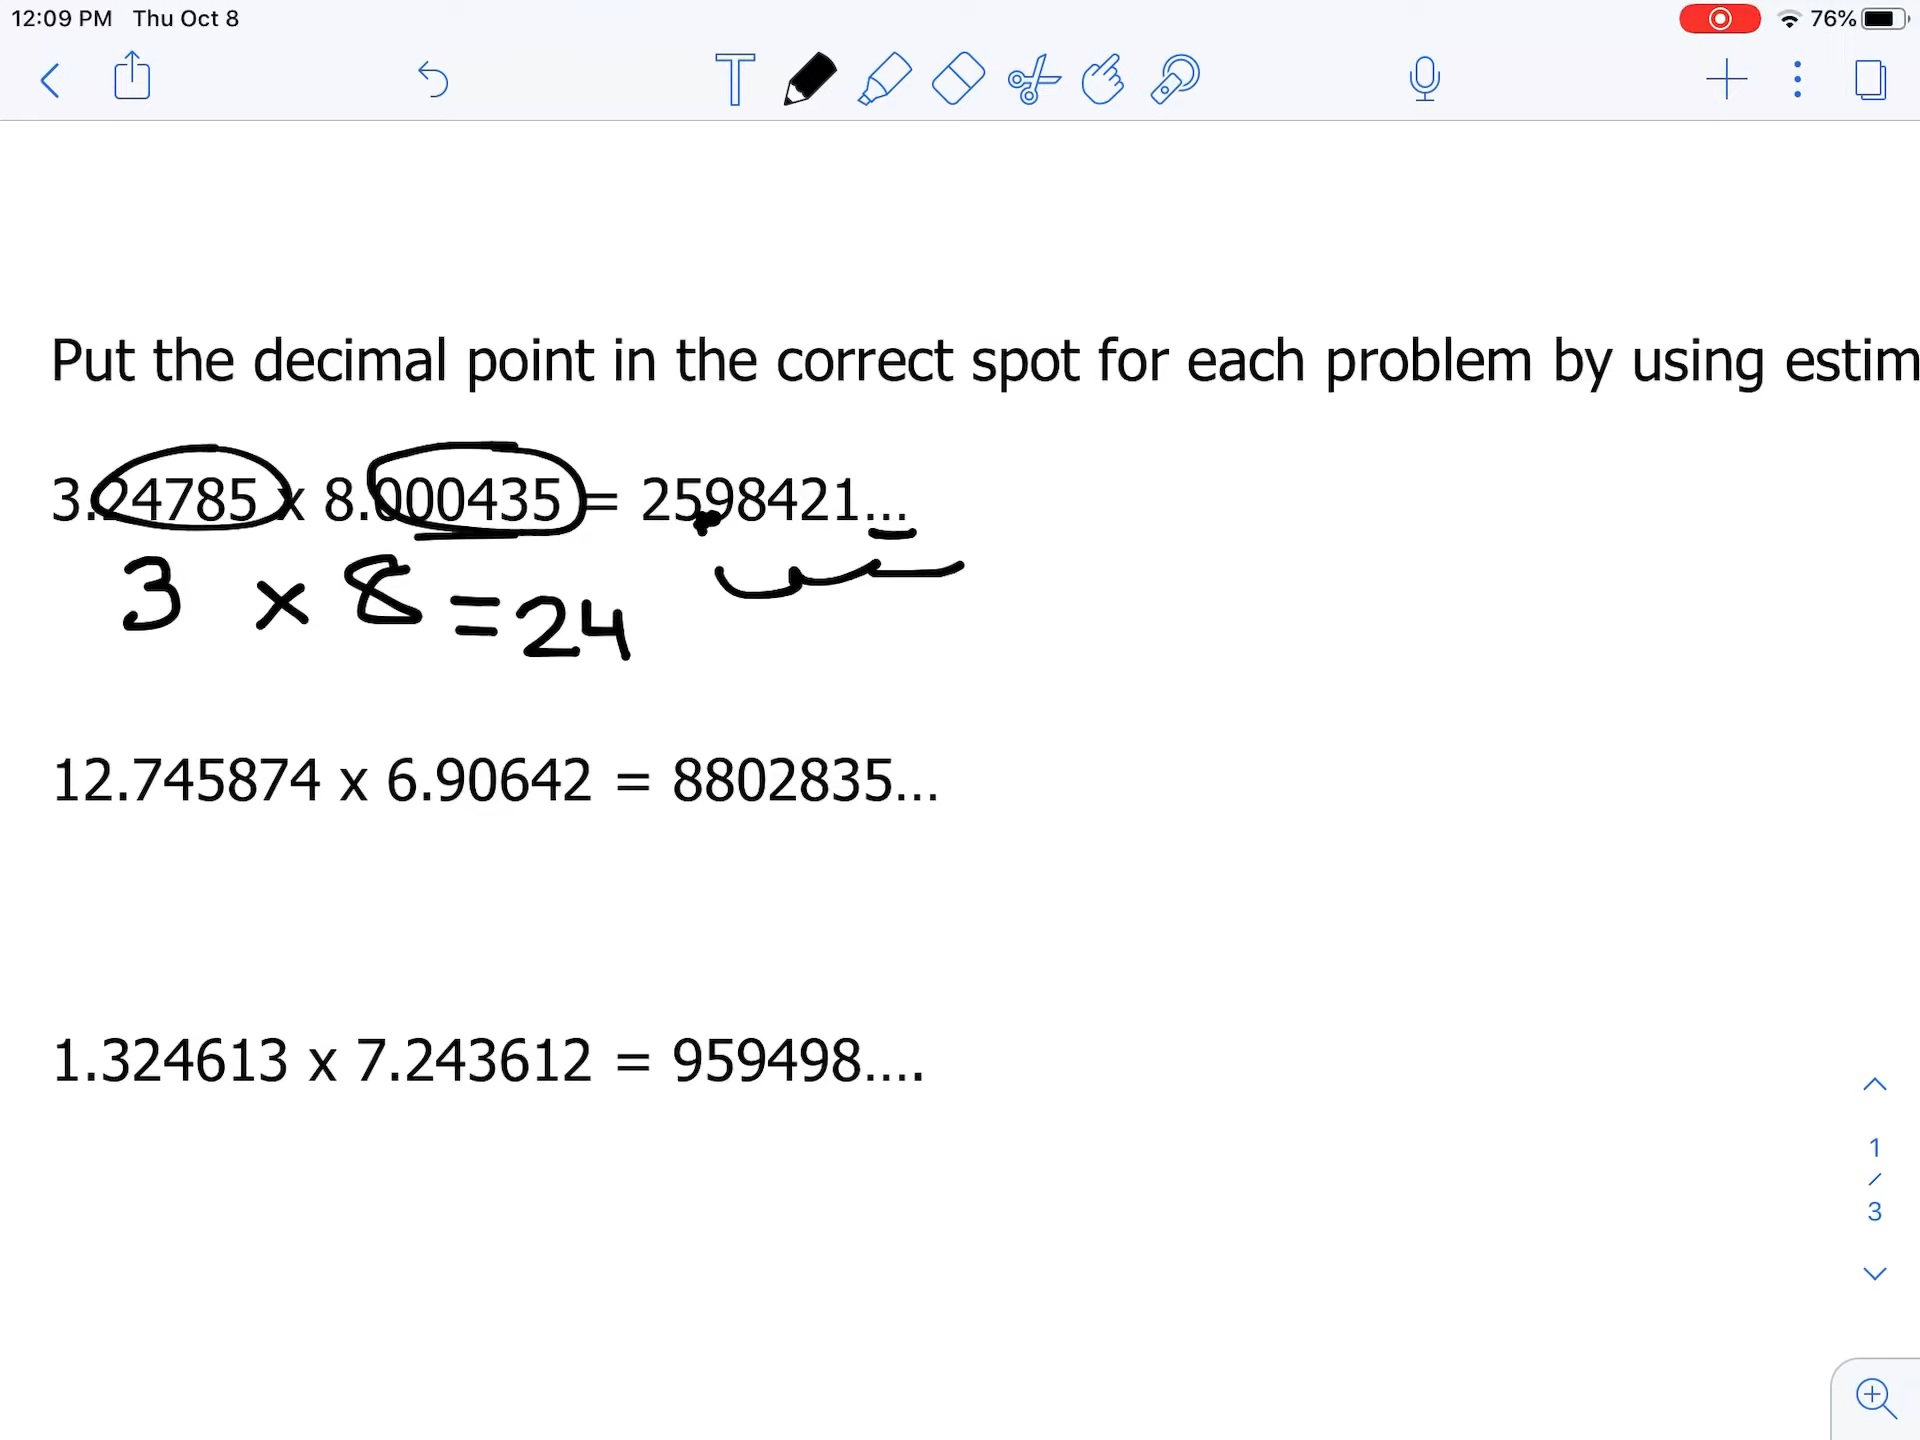 12:09 PM Thu Oct 8 76%
Put the decimal point in the correct spot for each problem by using estim
3.24785 x 8.000435 = 25.98421...
3 x 8 = 24
12.745874 x 6.90642 = 8802835...
1.324613 x 7.243612 = 959498....
1
/
3